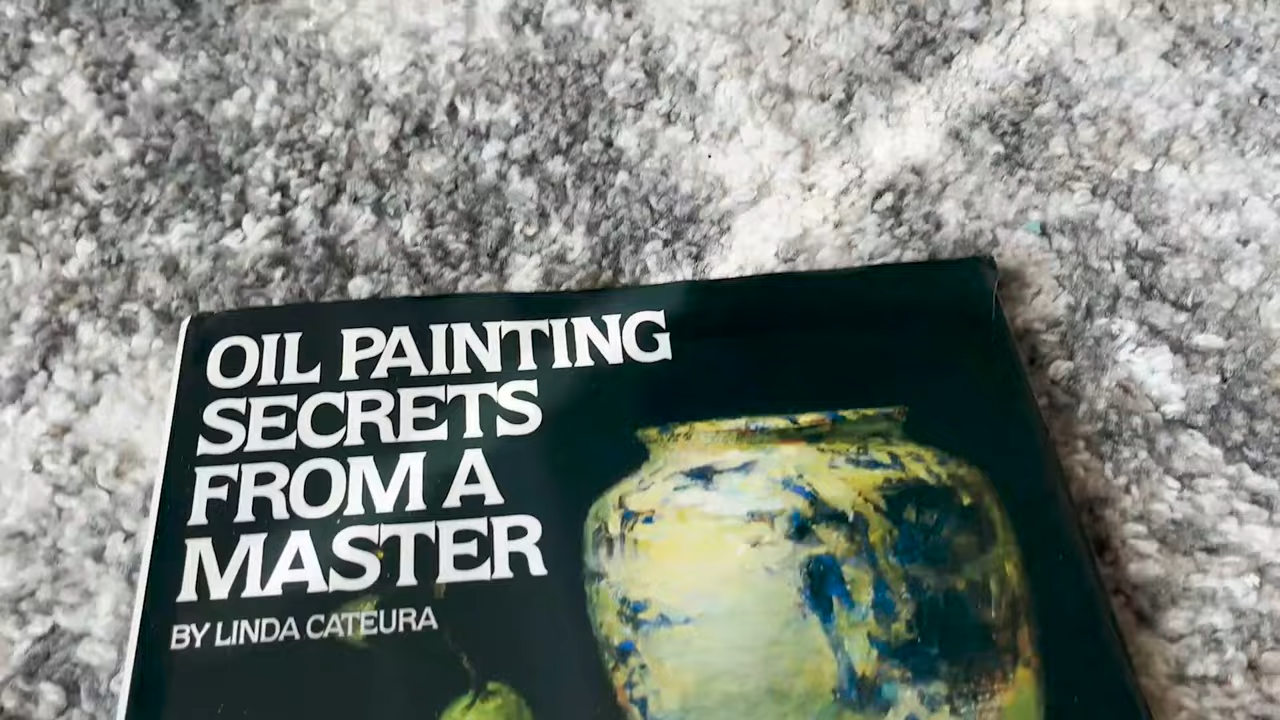 OIL PAINTING
SECRETS
FROM A
MASTER
BY LINDA CATEURA